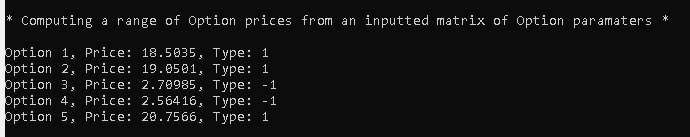 * Computing a range of Option prices from an inputted matrix of Option paramaters *
Option 1, Price: 18.5035, Type: 1
Option 2, Price: 19.0501, Type: 1
Option 3, Price: 2.70985, Type: -1
Option 4, Price: 2.56416, Type: -1
Option 5, Price: 20.7566, Type: 1